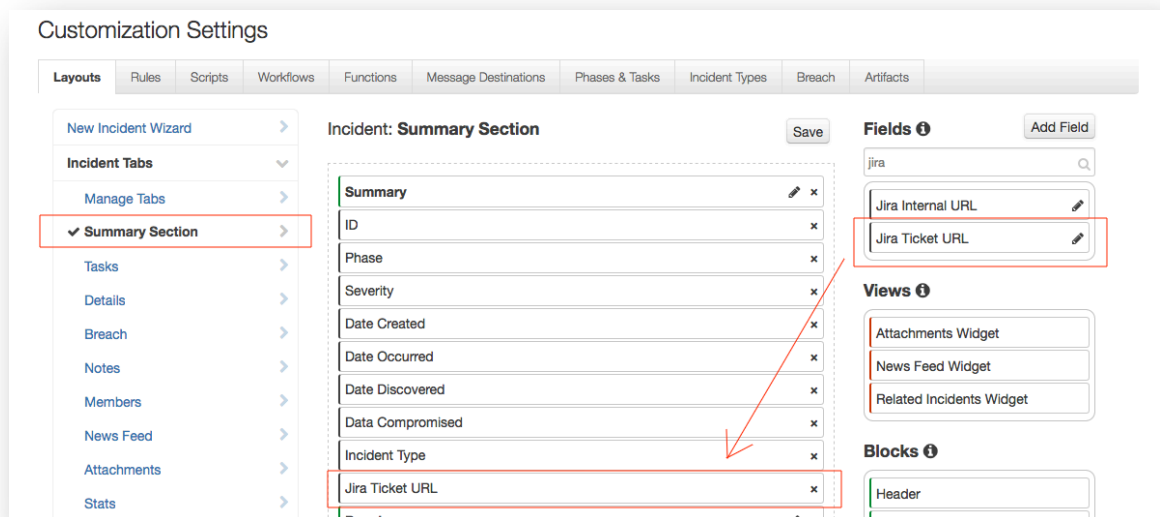 Customization Settings
Layouts Rules Scripts Workflows Functions Message Destinations Phases & Tasks Incident Types Breach Artifacts
New Incident Wizard
Incident Tabs
Manage Tabs
Summary Section
Tasks
Details
Breach
Notes
Members
News Feed
Attachments
Stats
Incident: Summary Section
Save
Summary
ID
Phase
Severity
Date Created
Date Occurred
Date Discovered
Data Compromised
Incident Type
Jira Ticket URL
Fields
Add Field
jira
Jira Internal URL
Jira Ticket URL
Views
Attachments Widget
News Feed Widget
Related Incidents Widget
Blocks
Header